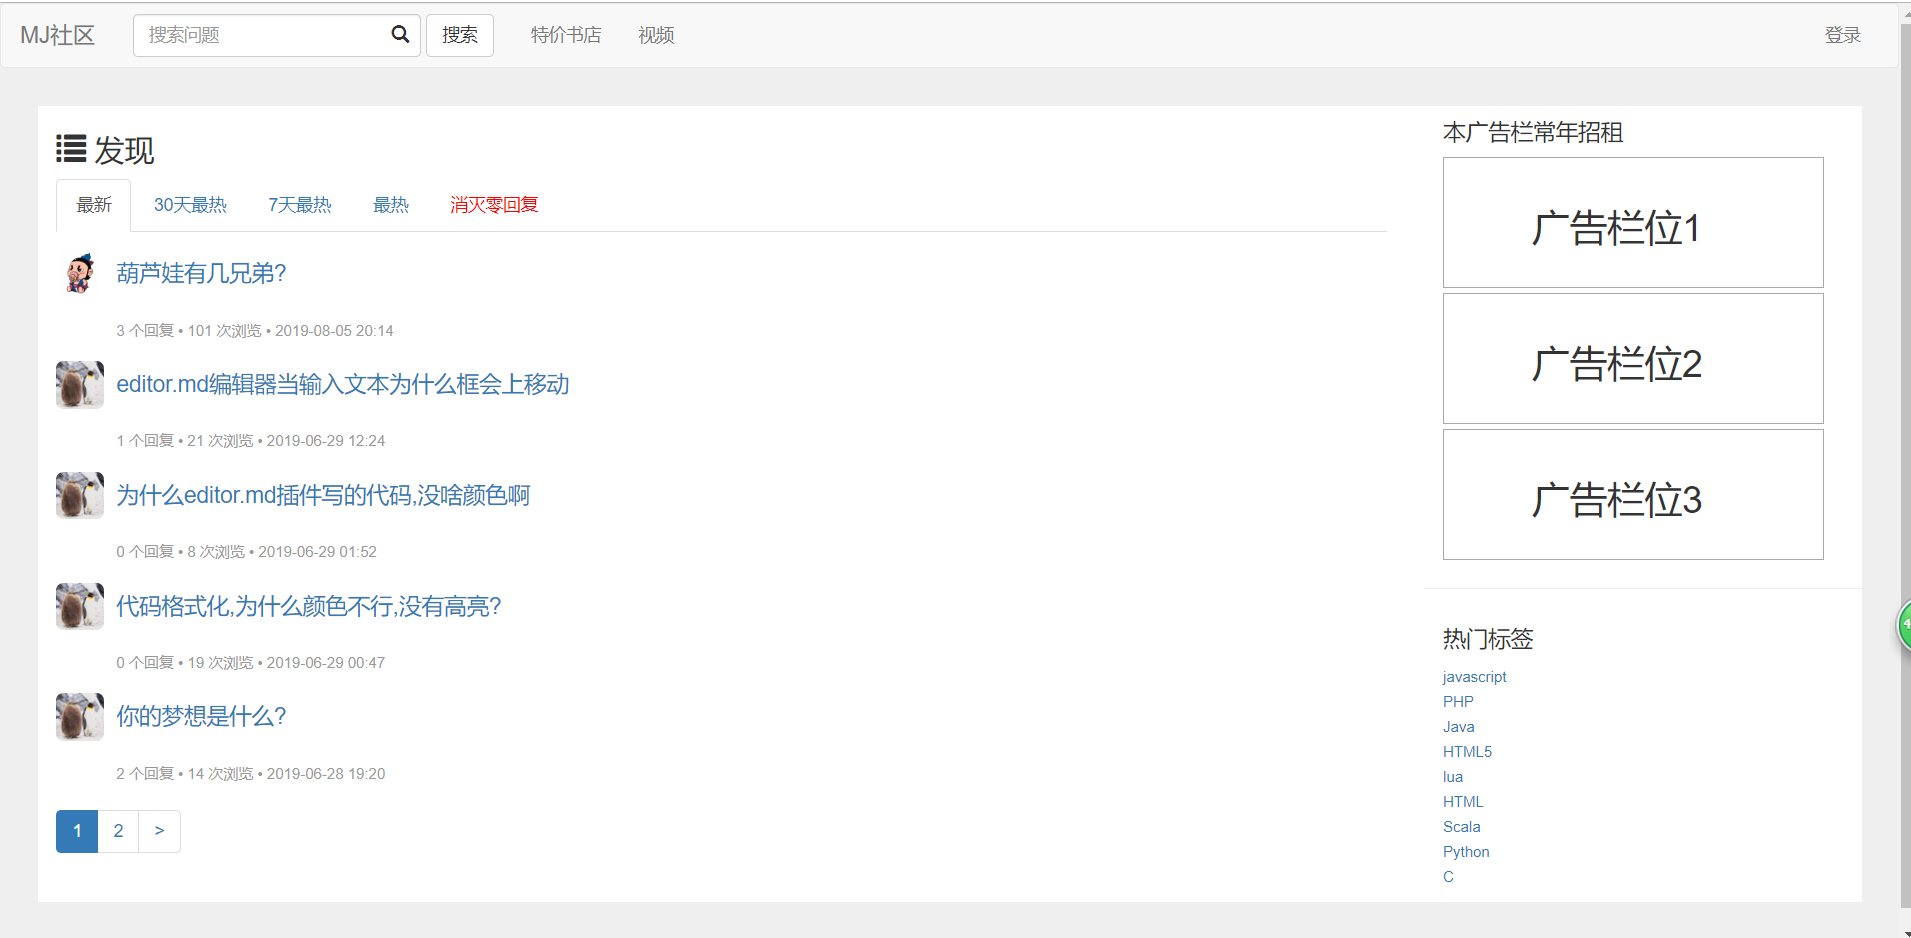 MJ社区 搜索问题 搜索 特价书店 视频 登录
发现
最新 30天最热 7天最热 最热 消灭零回复
葫芦娃有几兄弟?
3 个回复 • 101 次浏览 • 2019-08-05 20:14
editor.md编辑器当输入文本为什么框会上移动
1 个回复 • 21 次浏览 • 2019-06-29 12:24
为什么editor.md插件写的代码,没啥颜色啊
0 个回复 • 8 次浏览 • 2019-06-29 01:52
代码格式化,为什么颜色不行,没有高亮?
0 个回复 • 19 次浏览 • 2019-06-29 00:47
你的梦想是什么?
2 个回复 • 14 次浏览 • 2019-06-28 19:20
1 2 >
本广告栏常年招租
广告栏位1
广告栏位2
广告栏位3
热门标签
javascript
PHP
Java
HTML5
lua
HTML
Scala
Python
C